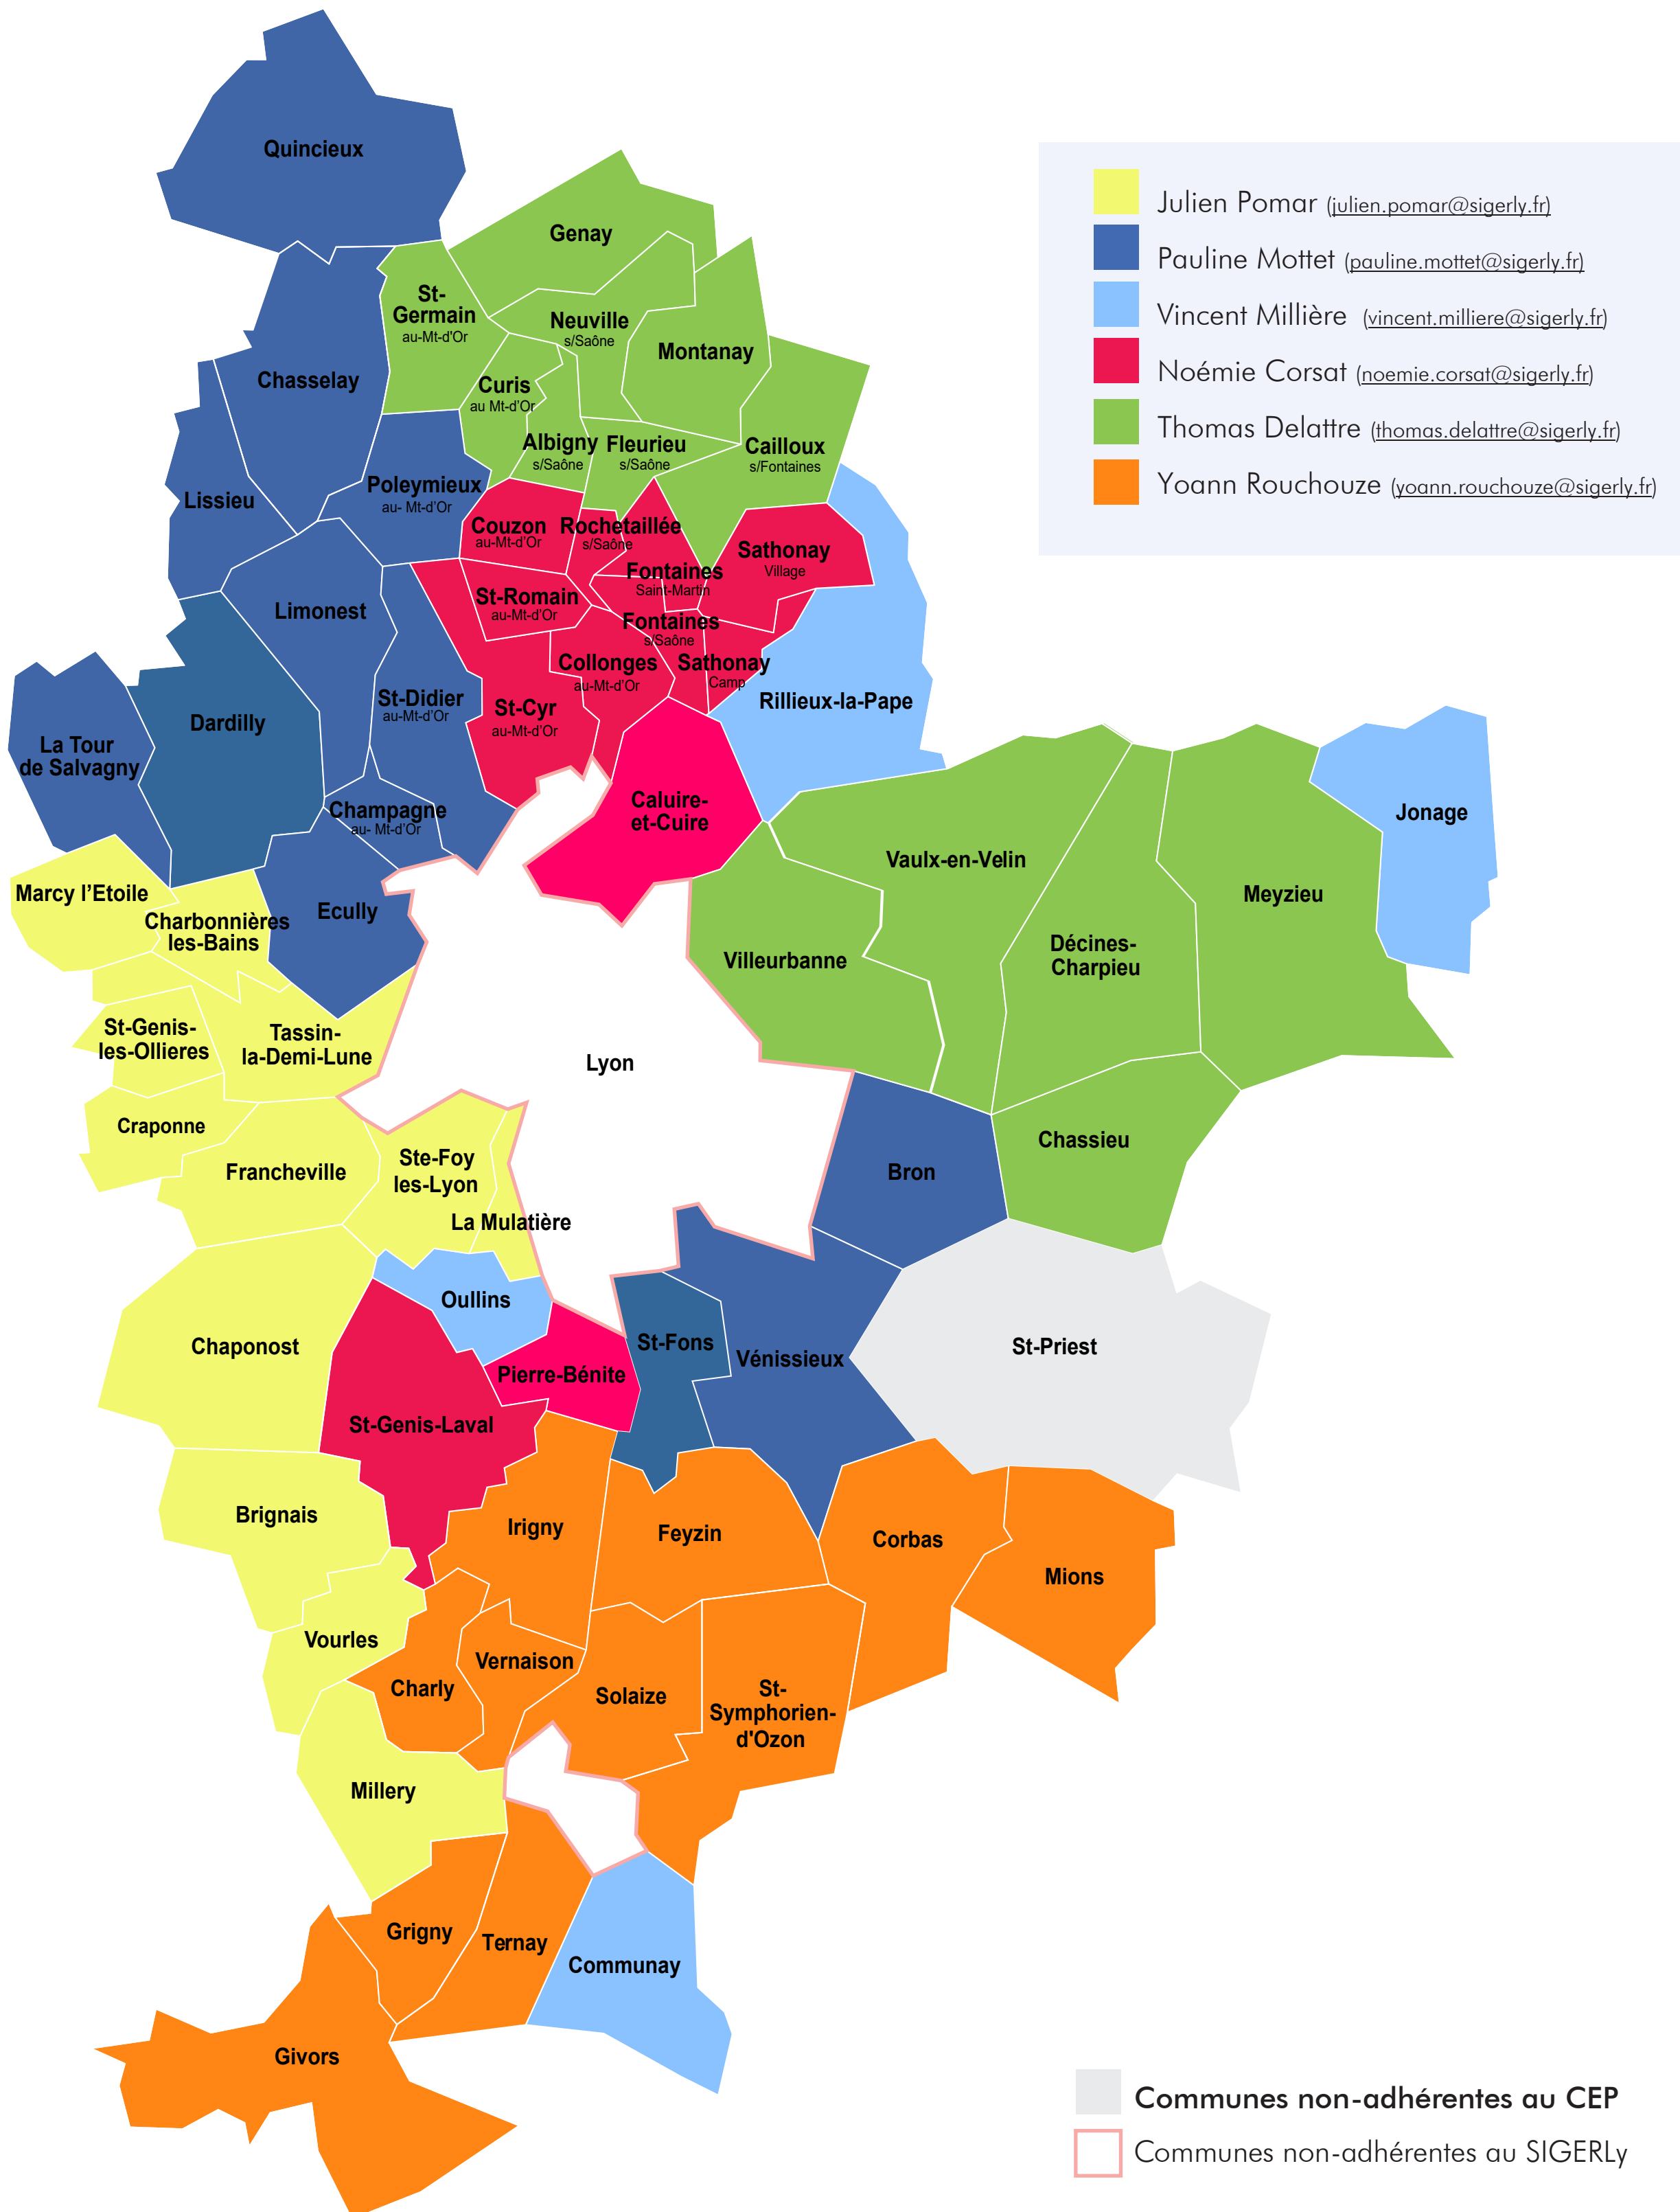 Quincieux
Julien Pomar (julien.pomar@sigerly.fr)
Pauline Mottet (pauline.mottet@sigerly.fr)
Vincent Millière (vincent.milliere@sigerly.fr)
Noémie Corsat (noemie.corsat@sigerly.fr)
Thomas Delattre (thomas.delattre@sigerly.fr)
Yoann Rouchouze (yoann.rouchouze@sigerly.fr)
Genay
St-
Germain
au-Mt-d'Or
Neuville
s/Saône
Montanay
Chasselay
Curis
au Mt-d'Or
Albigny
s/Saône
Fleurieu
s/Saône
Cailloux
s/Fontaines
Lissieu
Poleymieux
au- Mt-d'Or
Couzon
au-Mt-d'Or
Rochetaillée
s/Saône
Sathonay
Village
Fontaines
Saint-Martin
Limonest
St-Romain
au-Mt-d'Or
Fontaines
s/Saône
Collonges
au-Mt-d'Or
Sathonay
Camp
St-Didier
au-Mt-d'Or
St-Cyr
au-Mt-d'Or
Rillieux-la-Pape
Dardilly
La Tour
de Salvagny
Champagne
au- Mt-d'Or
Caluire-
et-Cuire
Jonage
Vaulx-en-Velin
Meyzieu
Marcy l’Etoile
Charbonnières
les-Bains
Ecully
Villeurbanne
Décines-
Charpieu
St-Genis-
les-Ollieres
Tassin-
la-Demi-Lune
Lyon
Craponne
Chassieu
Francheville
Ste-Foy
les-Lyon
Bron
La Mulatière
Oullins
Chaponost
St-Fons
Vénissieux
St-Priest
Pierre-Bénite
St-Genis-Laval
Brignais
Irigny
Feyzin
Corbas
Mions
Vourles
Vernaison
Charly
Solaize
St-
Symphorien-
d'Ozon
Millery
Grigny
Ternay
Communay
Givors
Communes non-adhérentes au CEP
Communes non-adhérentes au SIGERLy